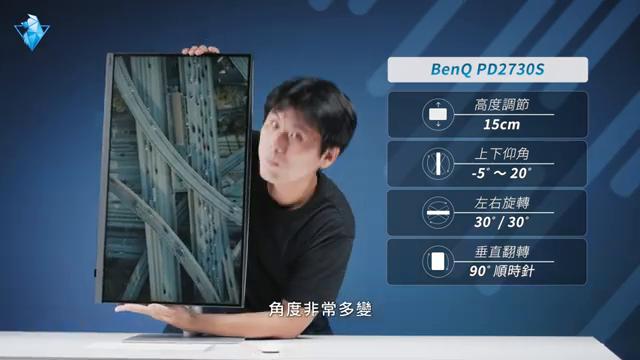 BenQ PD2730S
高度調節
15cm
上下仰角
-5˚ ～ 20˚
左右旋轉
30˚ / 30˚
垂直翻轉
90˚ 順時針
角度非常多變